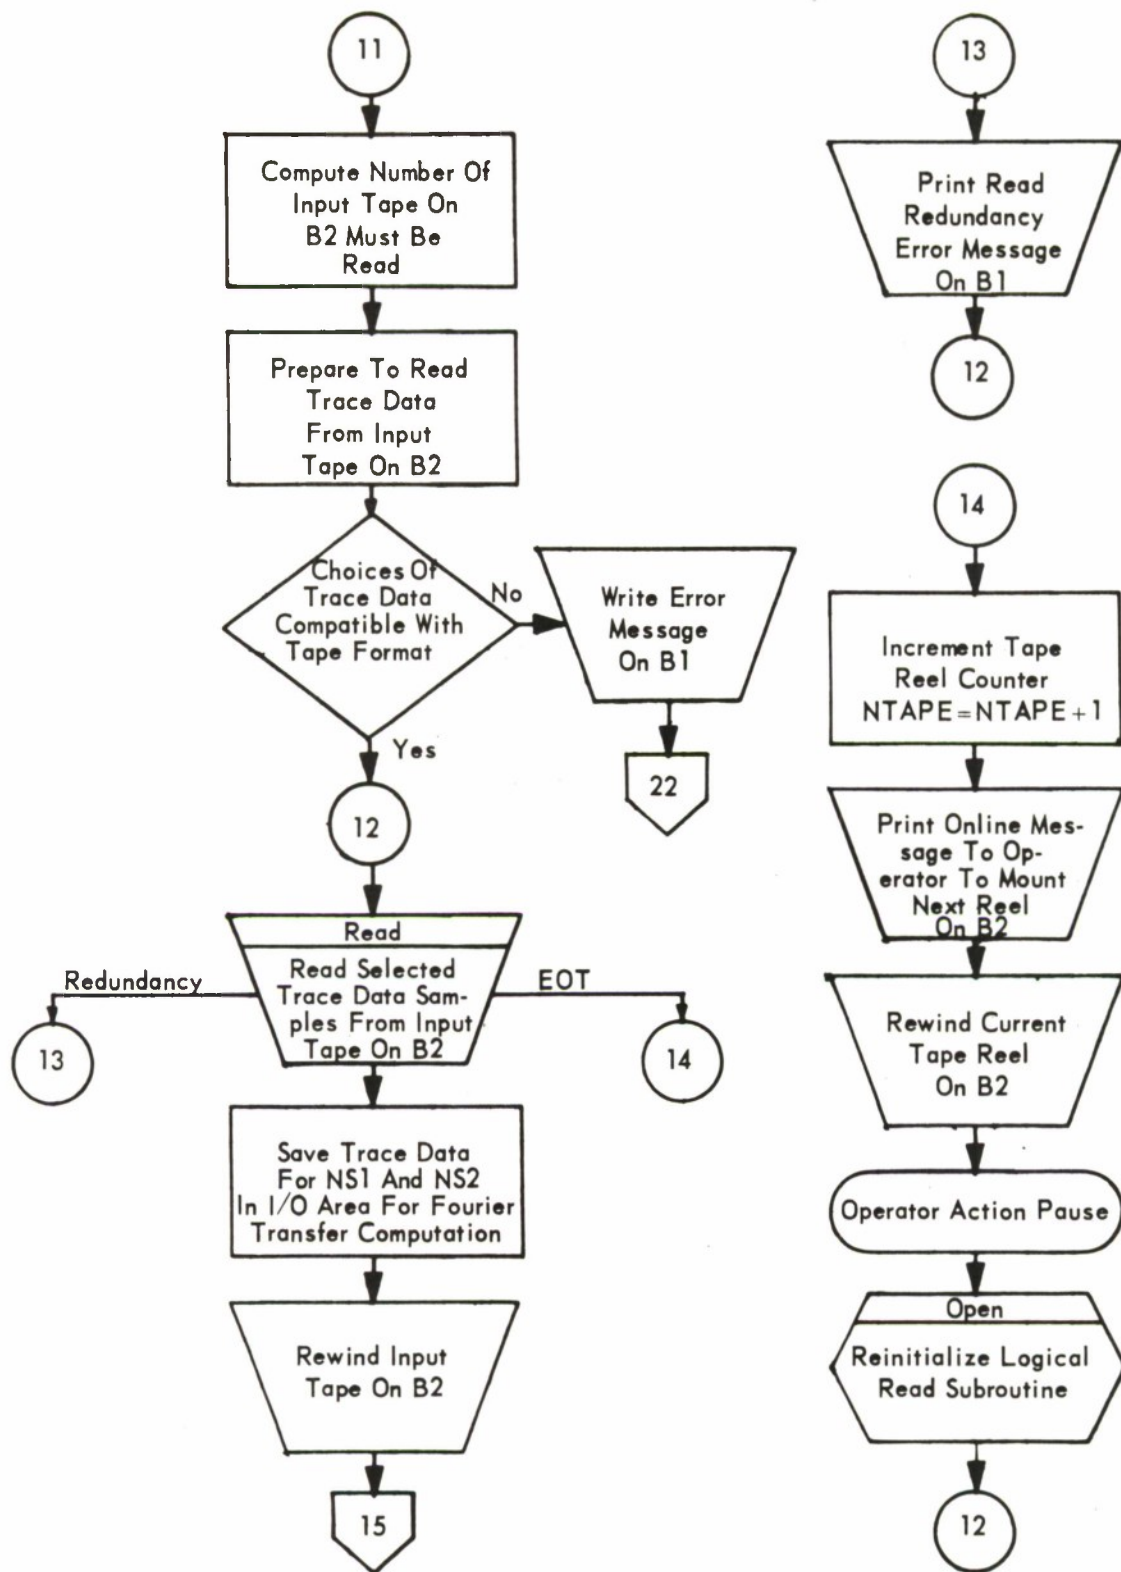 11
Compute Number Of
Input Tape On
B2 Must Be
Read
Prepare To Read
Trace Data
From Input
Tape On B2
Choices Of
Trace Data
Compatible With
Tape Format
No
Write Error
Message
On B1
22
Yes
12
Read
Read Selected
Trace Data Sam-
ples From Input
Tape On B2
Redundancy
13
EOT
14
Save Trace Data
For NS1 And NS2
In I/O Area For Fourier
Transfer Computation
Rewind Input
Tape On B2
15
13
Print Read
Redundancy
Error Message
On B1
12
14
Increment Tape
Reel Counter
NTAPE=NTAPE+1
Print Online Mes-
sage To Op-
erator To Mount
Next Reel
On B2
Rewind Current
Tape Reel
On B2
Operator Action Pause
Open
Reinitialize Logical
Read Subroutine
12